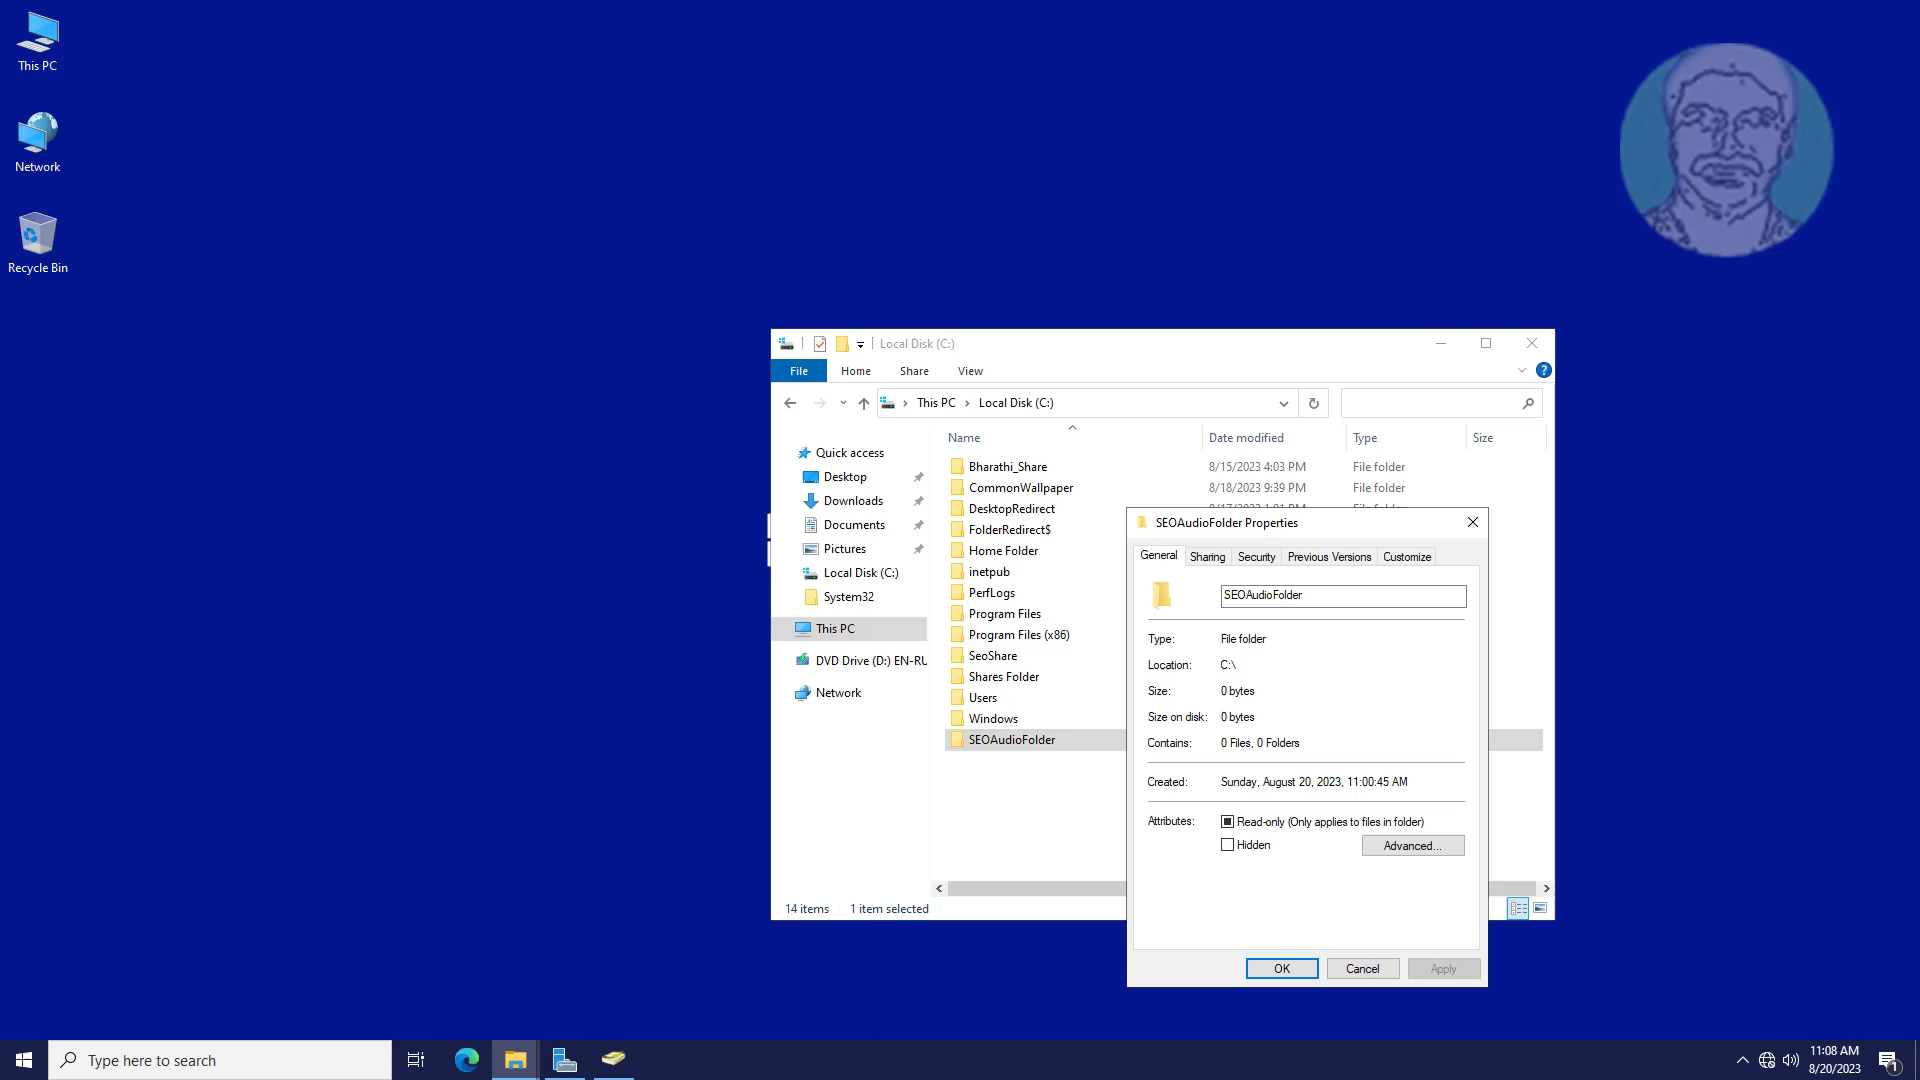 This PC
Network
Recycle Bin
Local Disk (C:)
File Home Share View
This PC Local Disk (C:)
Name Date modified Type Size
Quick access
Desktop
Downloads
Documents
Pictures
Local Disk (C:)
System32
This PC
DVD Drive (D:) EN-RU
Network
Bharathi_Share 8/15/2023 4:03 PM File folder
CommonWallpaper 8/18/2023 9:39 PM File folder
DesktopRedirect
FolderRedirect$
Home Folder
inetpub
PerfLogs
Program Files
Program Files (x86)
SeoShare
Shares Folder
Users
Windows
SEOAudioFolder
14 items 1 item selected
SEOAudioFolder Properties
General Sharing Security Previous Versions Customize
SEOAudioFolder
Type: File folder
Location: C:\
Size: 0 bytes
Size on disk: 0 bytes
Contains: 0 Files, 0 Folders
Created: Sunday, August 20, 2023, 11:00:45 AM
Attributes: Read-only (Only applies to files in folder)
Hidden Advanced...
OK Cancel Apply
Type here to search
11:08 AM
8/20/2023
1